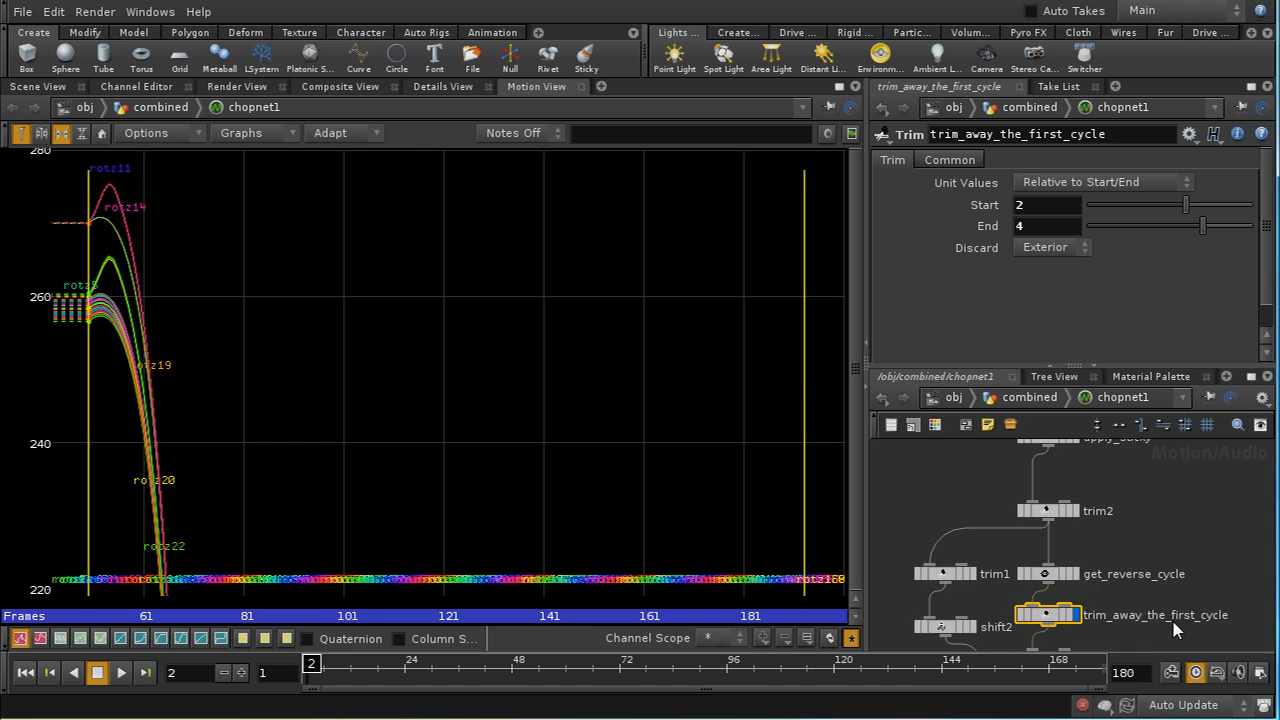 File Edit Render Windows Help Auto Takes Main
Create Modify Model Polygon Deform Texture Character Auto Rigs Animation Lights ... Create... Drive ... Rigid ... Partic... Volum... Pyro FX Cloth Wires Fur Drive ...
Box Sphere Tube Torus Grid Metaball LSystem Platonic S... Curve Circle Font File Null Rivet Sticky Point Light Spot Light Area Light Distant Li... Environm... Ambient L... Camera Stereo Ca... Switcher
Scene View Channel Editor Render View Composite View Details View Motion View trim_away_the_first_cycle Take List
obj combined chopnet1 obj combined chopnet1
Options Graphs Adapt Notes Off Trim trim_away_the_first_cycle
280
rotz11
Trim Common
Unit Values Relative to Start/End
rotz14
Start 2
End 4
Discard Exterior
rotz5
260
rotz19
/obj/combined/chopnet1 Tree View Material Palette
obj combined chopnet1
240
Motion/Audio
rotz20
trim2
rotz22
trim1 get_reverse_cycle
220
trim_away_the_first_cycle
Frames 61 81 101 121 141 161 181
shift2
Quaternion Column S... Channel Scope *
2 1 2 24 48 72 96 120 144 168 180
Auto Update